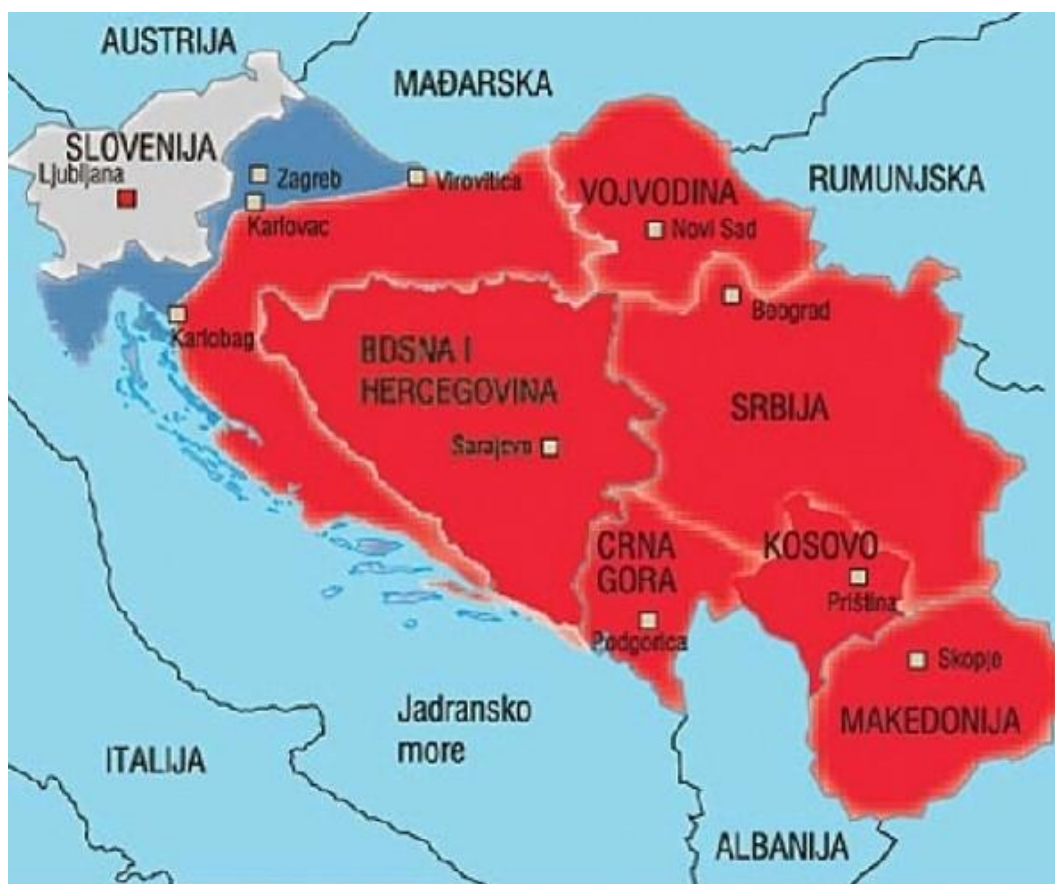 AUSTRIJA
MAĐARSKA
SLOVENIJA
Ljubljana
Zagreb
Virovitica
Karlovac
VOJVODINA
Novi Sad
RUMUNJSKA
Karlobag
Beograd
BOSNA I
HERCEGOVINA
SRBIJA
Sarajevo
CRNA
GORA
KOSOVO
Priština
Podgorica
Skopje
Jadransko
more
MAKEDONIJA
ITALIJA
ALBANIJA